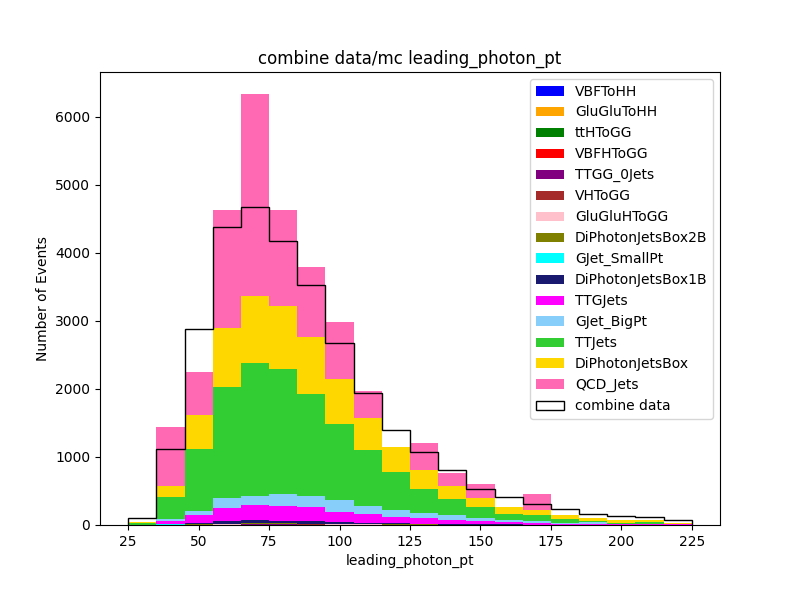 combine data/mc leading_photon_pt
Number of Events
6000
5000
4000
3000
2000
1000
0
25
50
75
100
125
150
175
200
225
leading_photon_pt
VBFToHH
GluGluToHH
ttHToGG
VBFHToGG
TTGG_0Jets
VHToGG
GluGluHToGG
DiPhotonJetsBox2B
GJet_SmallPt
DiPhotonJetsBox1B
TTGJets
GJet_BigPt
TTJets
DiPhotonJetsBox
QCD_Jets
combine data